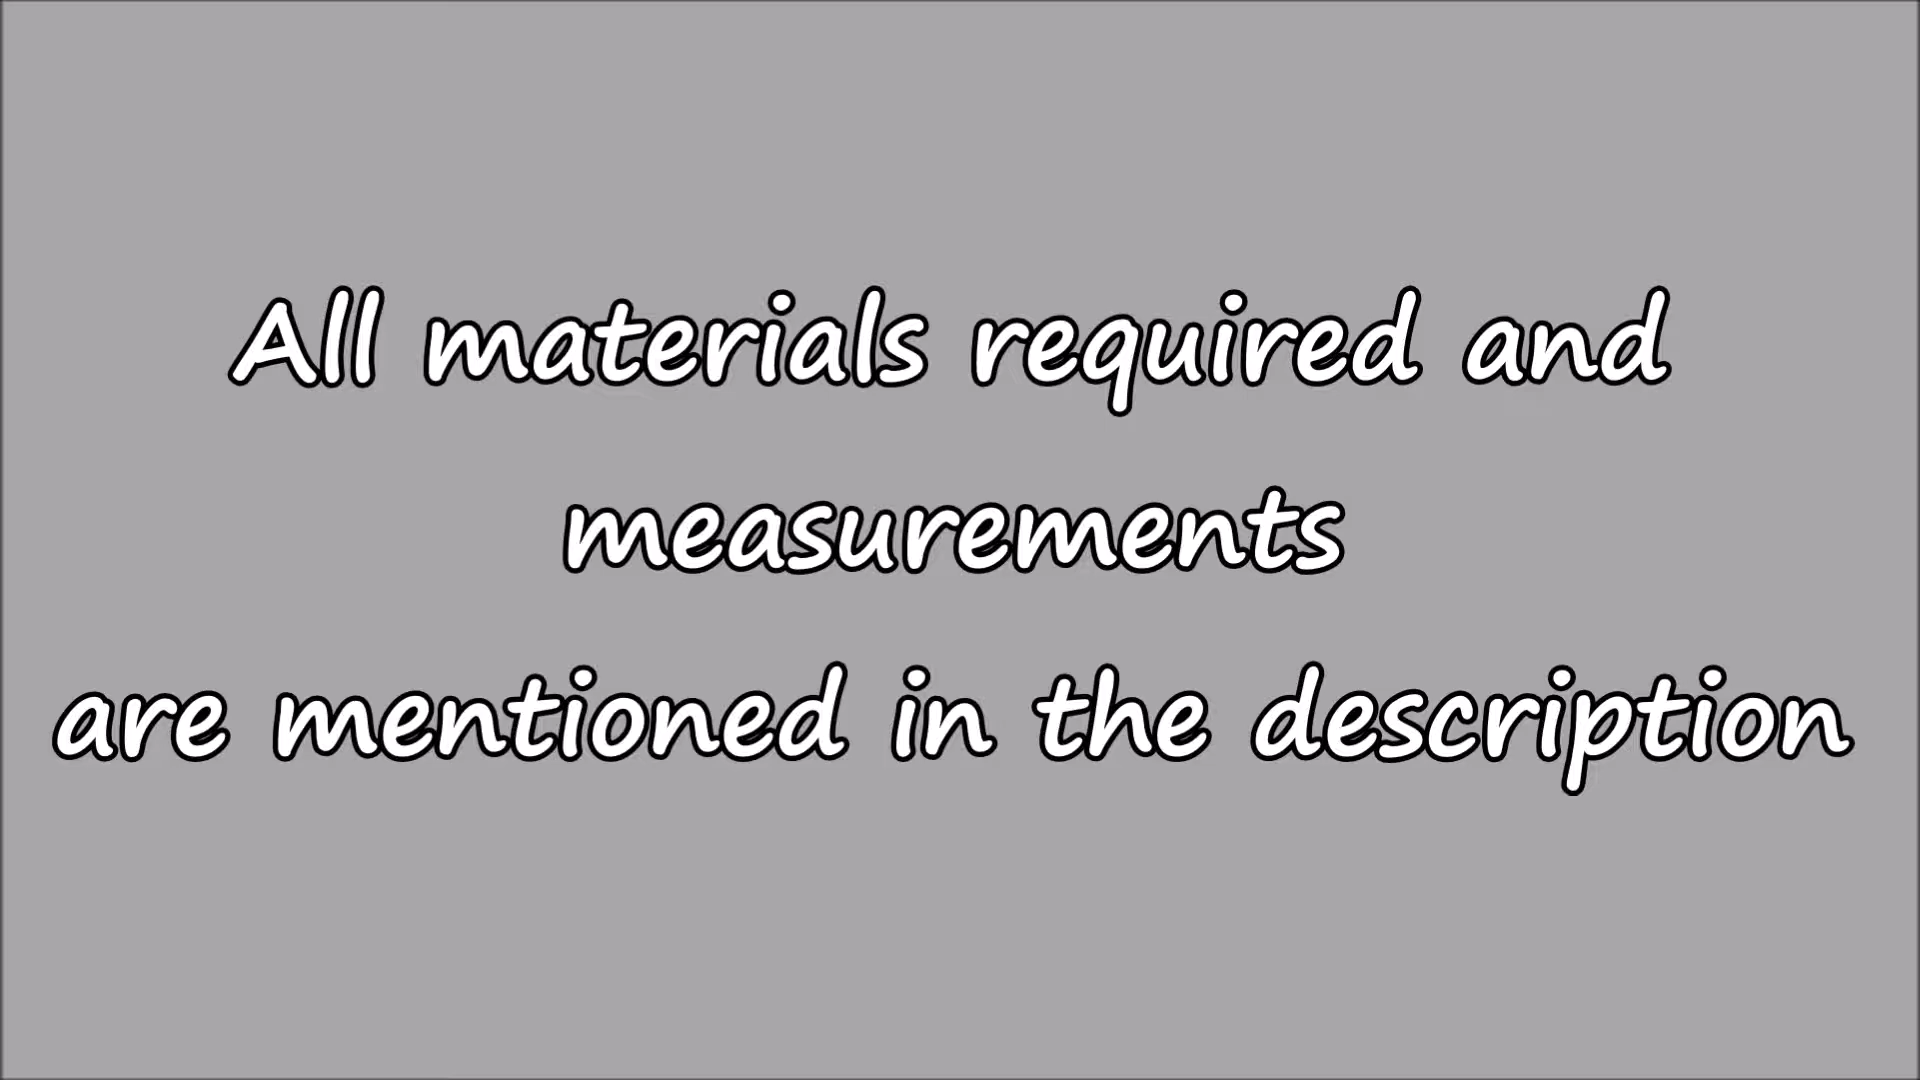 All materials required and
measurements
are mentioned in the description